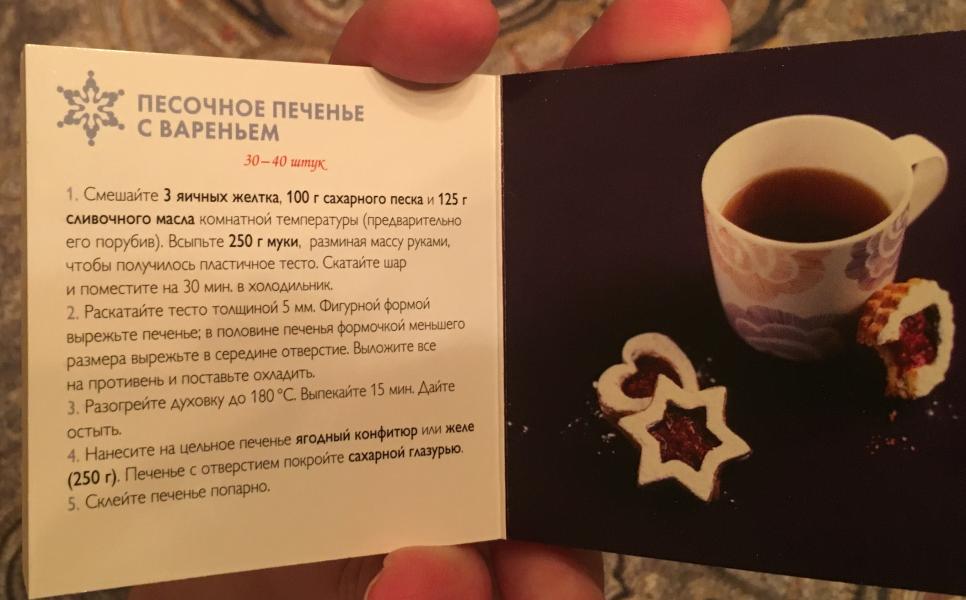 ПЕСОЧНОЕ ПЕЧЕНЬЕ
С ВАРЕНЬЕМ
30–40 штук
1. Смешайте 3 яичных желтка, 100 г сахарного песка и 125 г
сливочного масла комнатной температуры (предварительно
его порубив). Всыпьте 250 г муки, разминая массу руками,
чтобы получилось пластичное тесто. Скатайте шар
и поместите на 30 мин. в холодильник.
2. Раскатайте тесто толщиной 5 мм. Фигурной формой
вырежьте печенье; в половине печенья формочкой меньшего
размера вырежьте в середине отверстие. Выложите все
на противень и поставьте охладить.
3. Разогрейте духовку до 180 °С. Выпекайте 15 мин. Дайте
остыть.
4. Нанесите на цельное печенье ягодный конфитюр или желе
(250 г). Печенье с отверстием покройте сахарной глазурью.
5. Склейте печенье попарно.